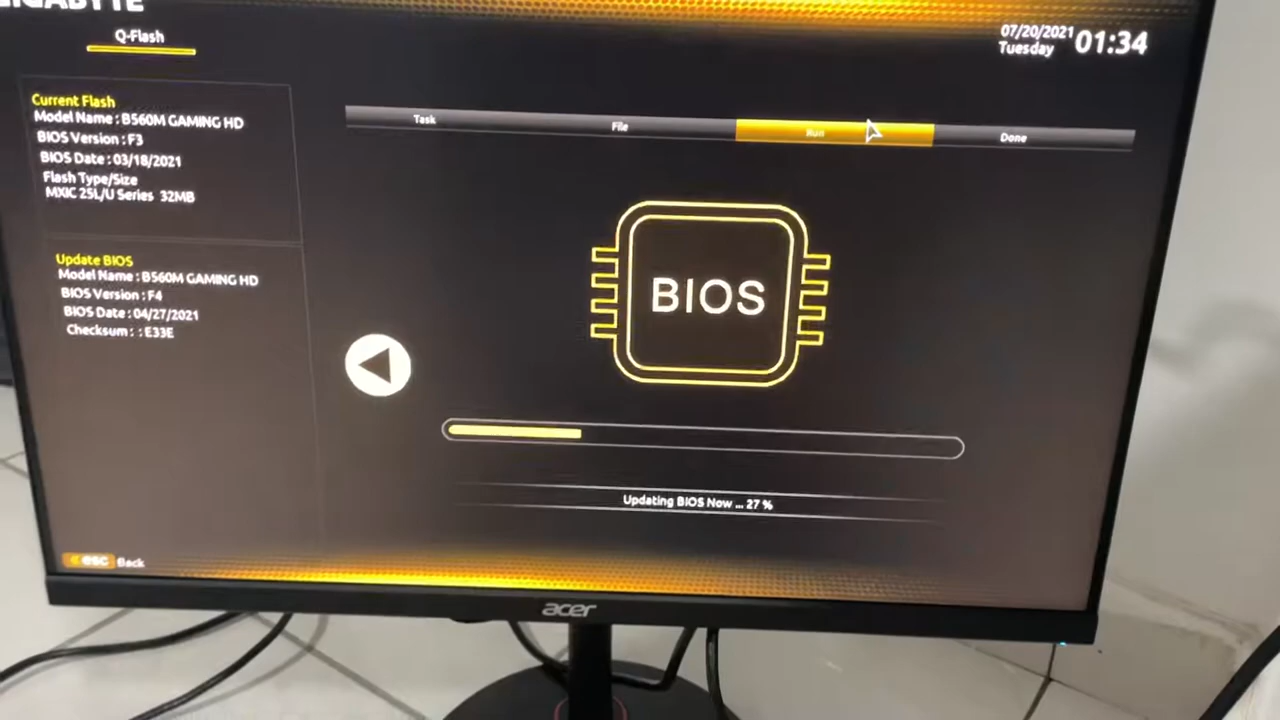 GIGABYTE
Q-Flash
07/20/2021
Tuesday
01:34
Current Flash
Model Name : B560M GAMING HD
BIOS Version : F3
BIOS Date : 03/18/2021
Flash Type/Size
MXIC 25L/U Series 32MB
Update BIOS
Model Name : B560M GAMING HD
BIOS Version : F4
BIOS Date : 04/27/2021
Checksum : : E33E
Task
File
Run
Done
BIOS
Updating BIOS Now ... 27 %
esc Back
acer